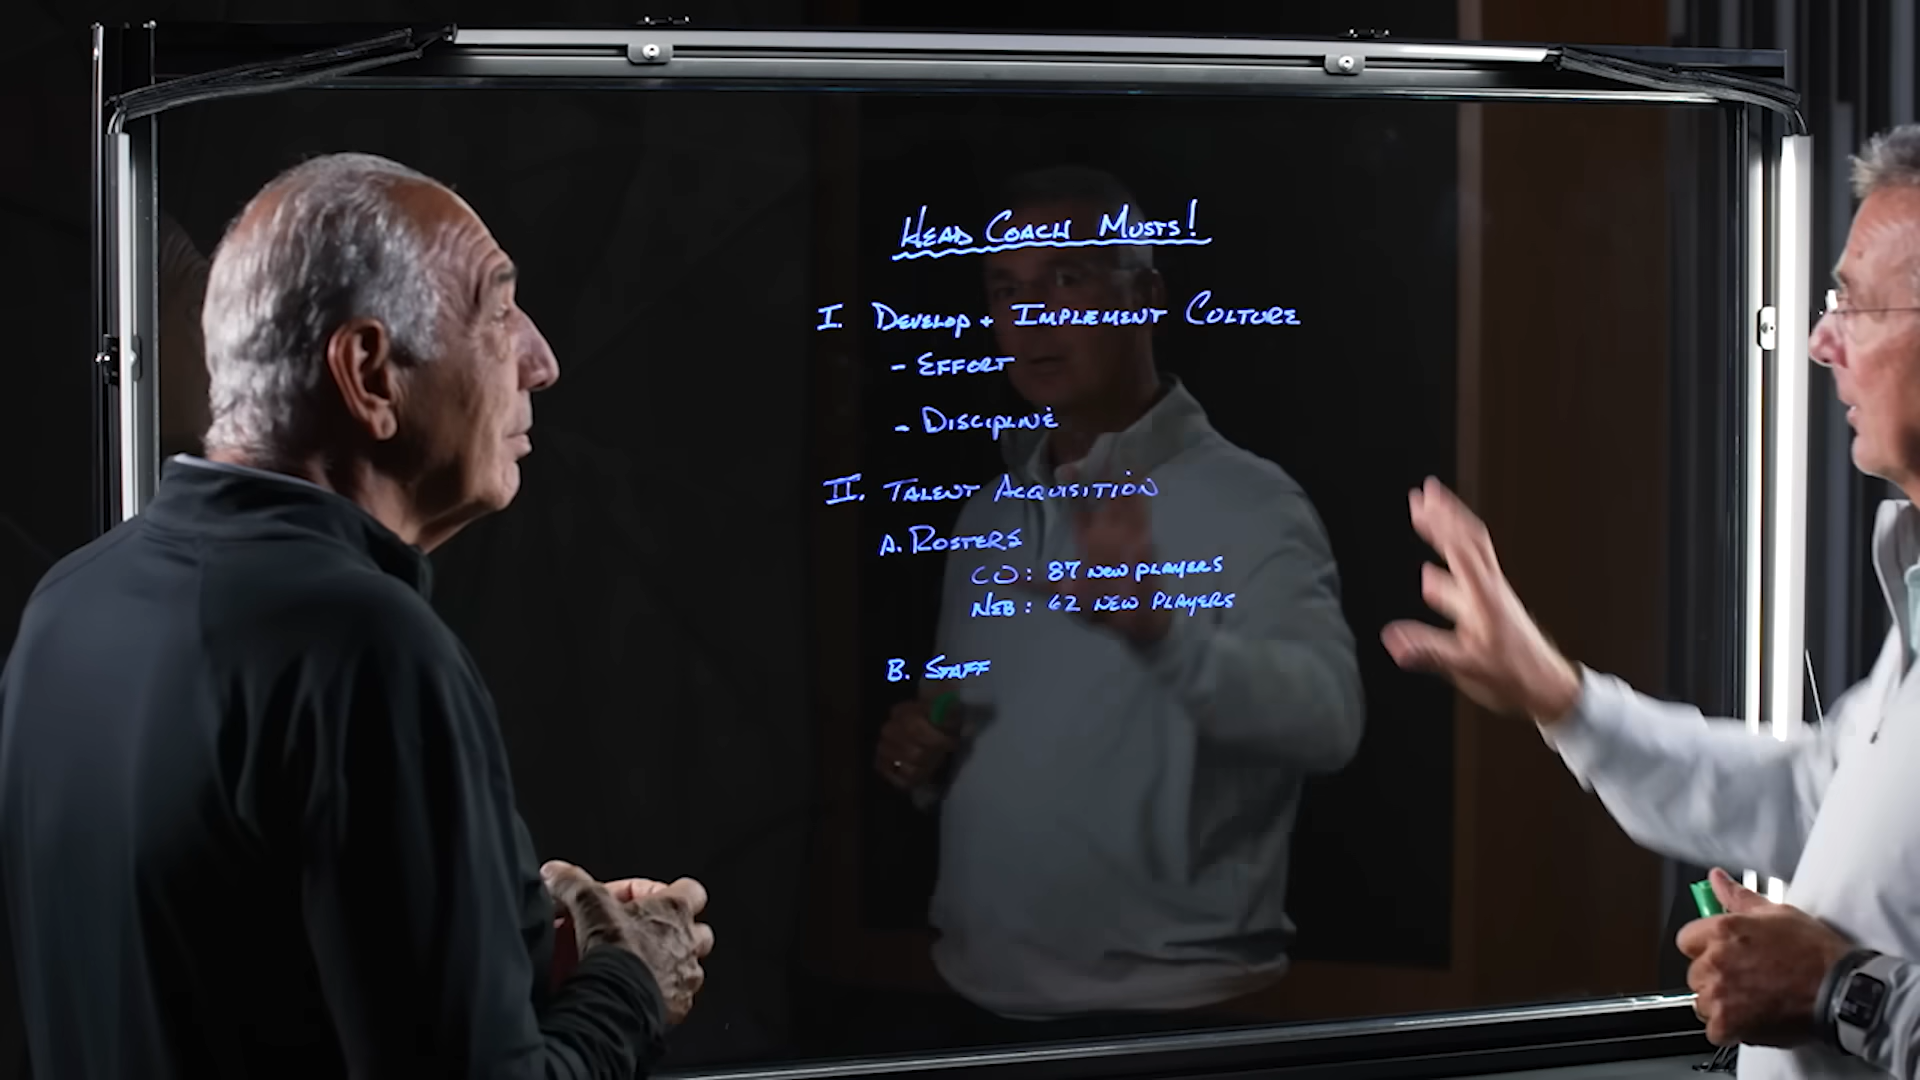 HEAD COACH MUSTS!
I. DEVELOP + IMPLEMENT CULTURE
- EFFORT
- DISCIPLINE
II. TALENT ACQUISITION
A. ROSTERS
CO: 87 NEW PLAYERS
NEB: 62 NEW PLAYERS
B. STAFF